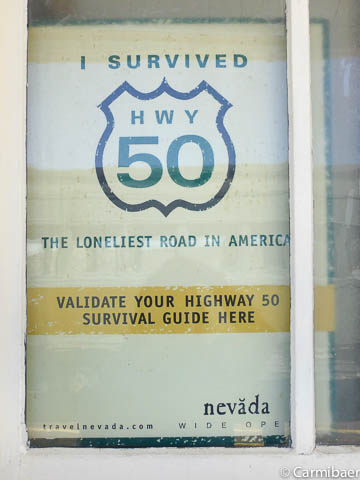 I SURVIVED
HWY
50
THE LONELIEST ROAD IN AMERICA
VALIDATE YOUR HIGHWAY 50
SURVIVAL GUIDE HERE
nevăda
travelnevada.com WIDE OPE
© Carmibaer